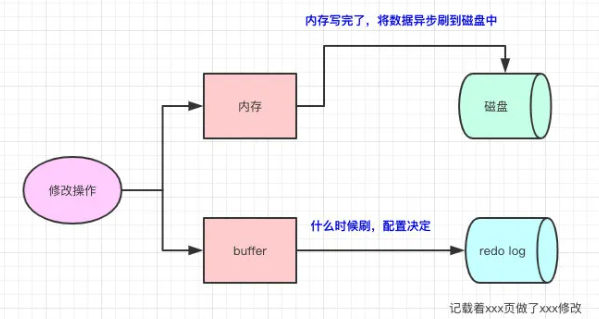 内存写完了，将数据异步刷到磁盘中
内存
磁盘
修改操作
什么时候刷，配置决定
buffer
redo log
记载着xxx页做了xxx修改